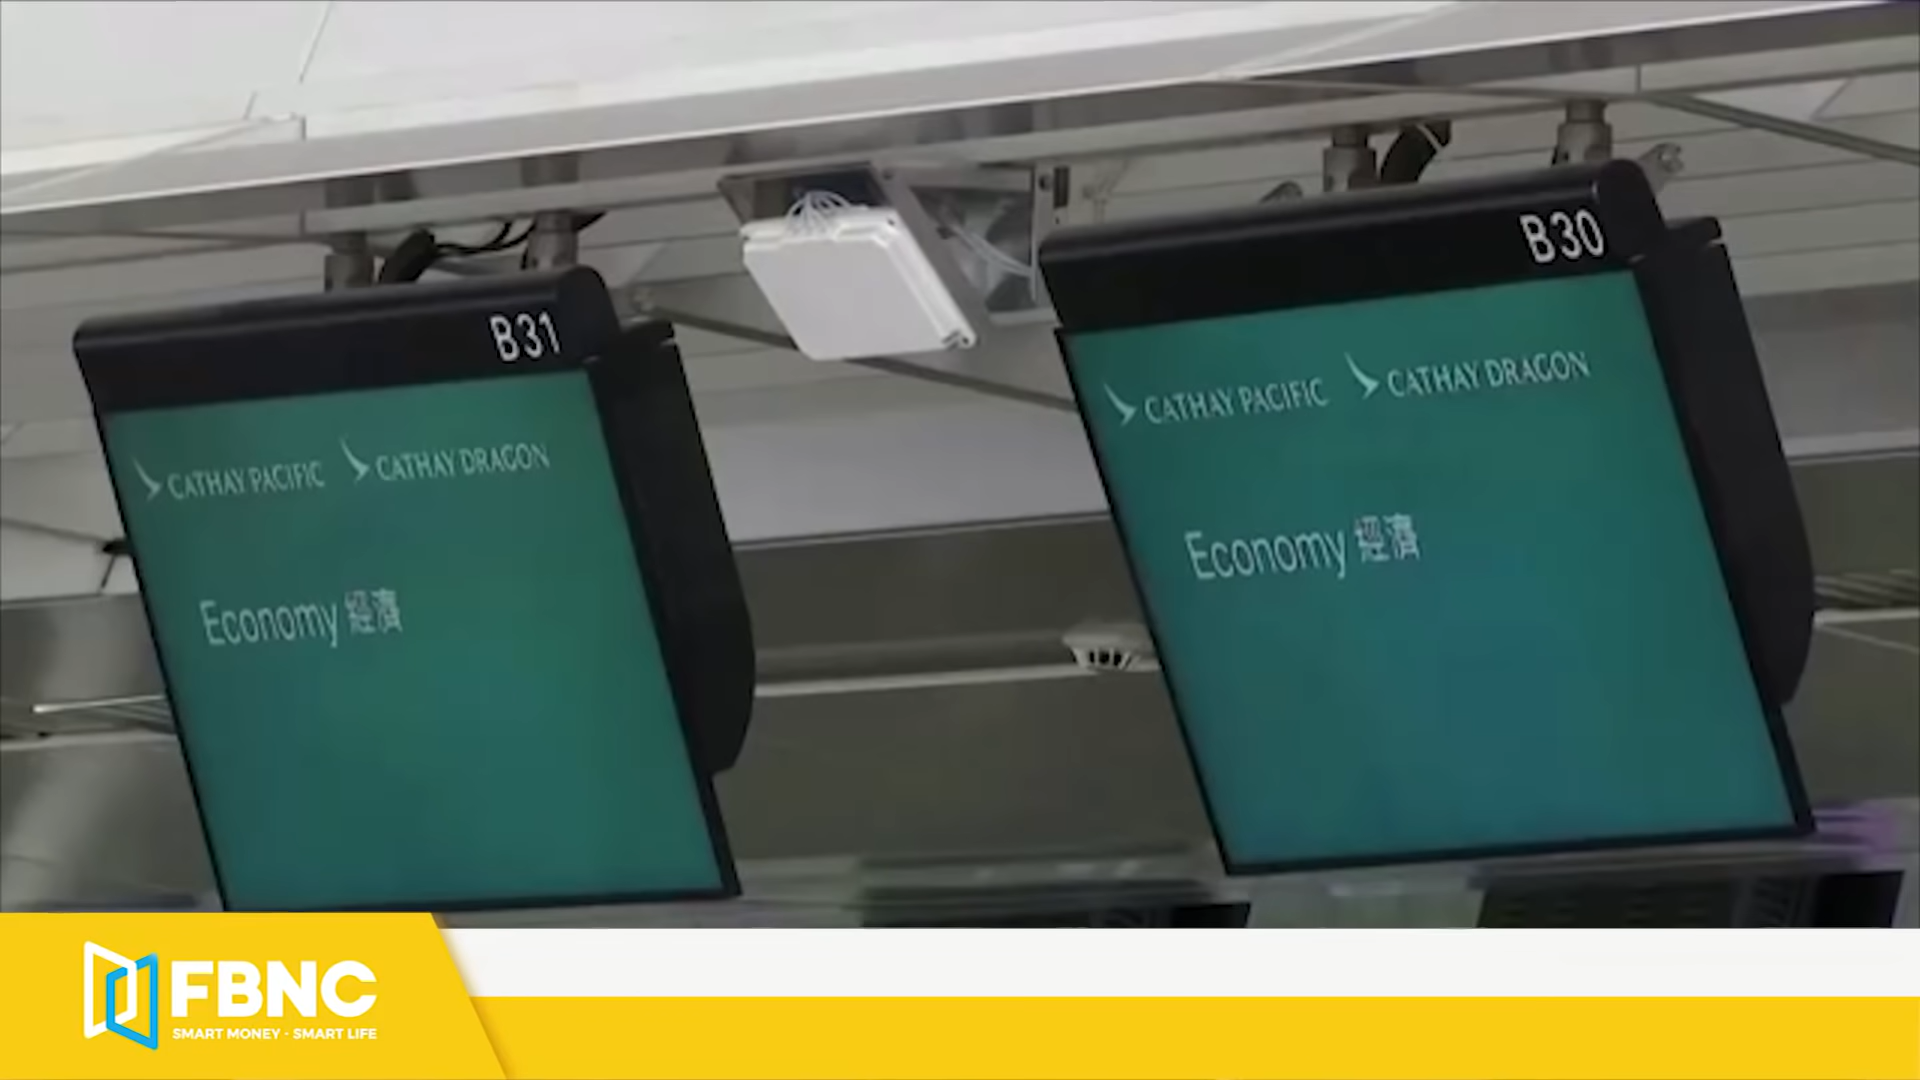 B31
CATHAY PACIFIC CATHAY DRAGON
Economy 經濟
B30
CATHAY PACIFIC CATHAY DRAGON
Economy 經濟
FBNC
SMART MONEY - SMART LIFE